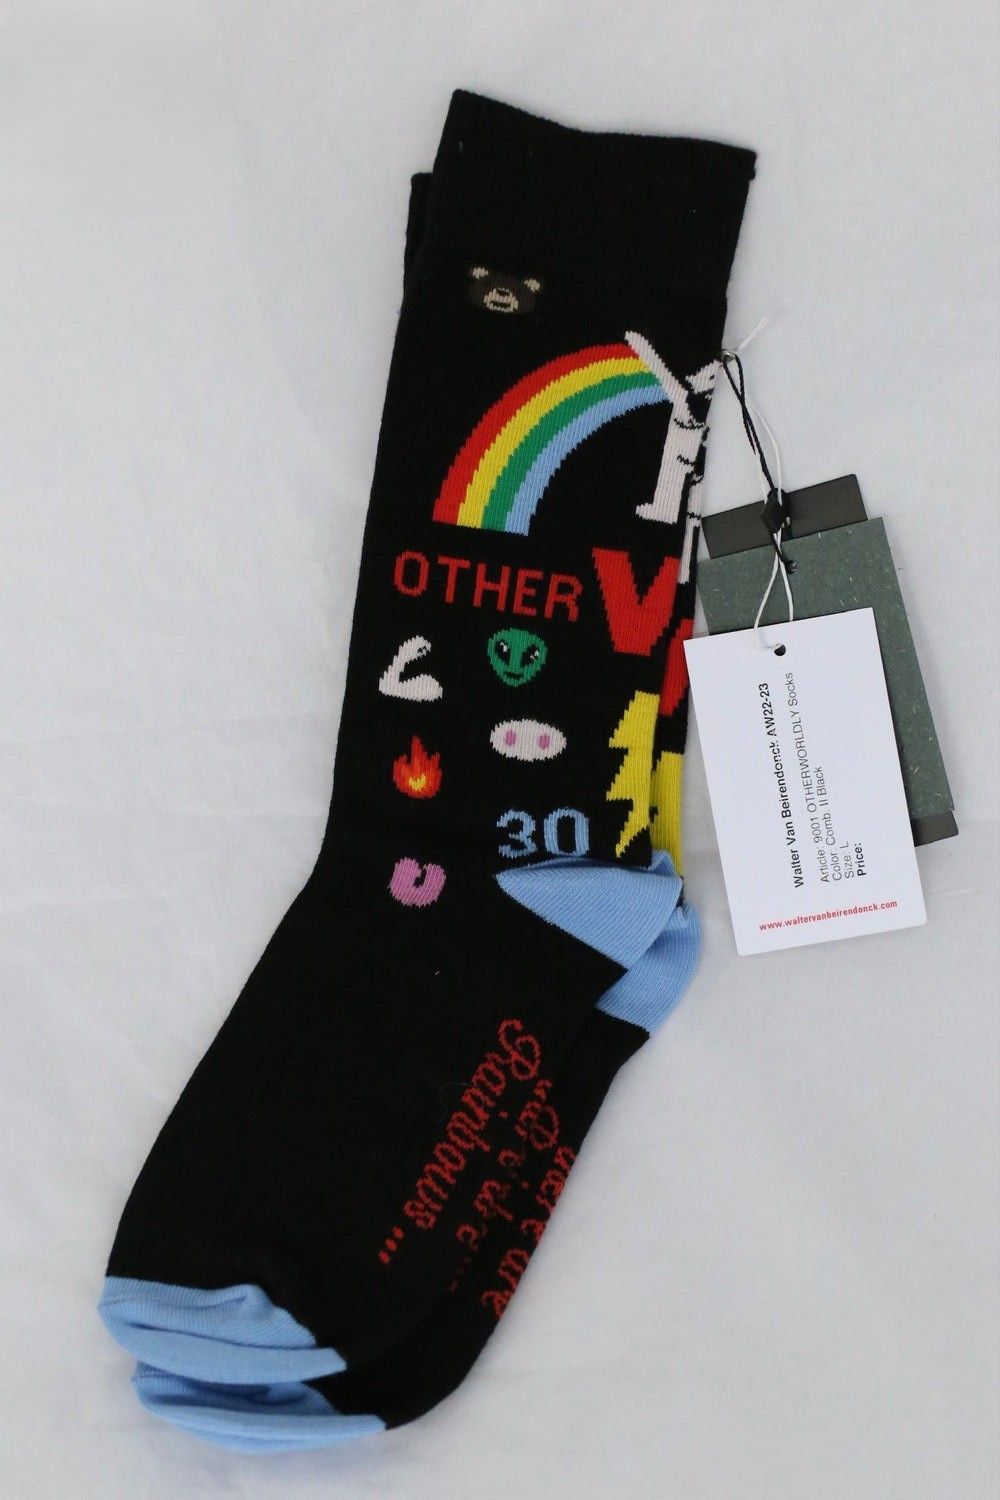 OTHER
30
Rainbows...
Walter Van Beirendonck AW22-23
Article: 9001 OTHERWORLDLY Socks
Color: Comb. II Black
Size: L
Price:
www.waltervanbeirendonck.com